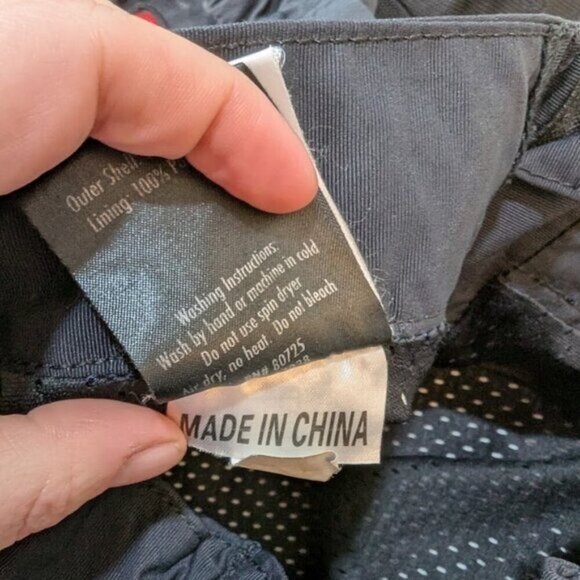 Outer Shell
Lining- 100%
Washing Instructions:
Wash by hand or machine in cold
Do not use spin dryer
Air dry, no heat. Do not bleach
80725
MADE IN CHINA